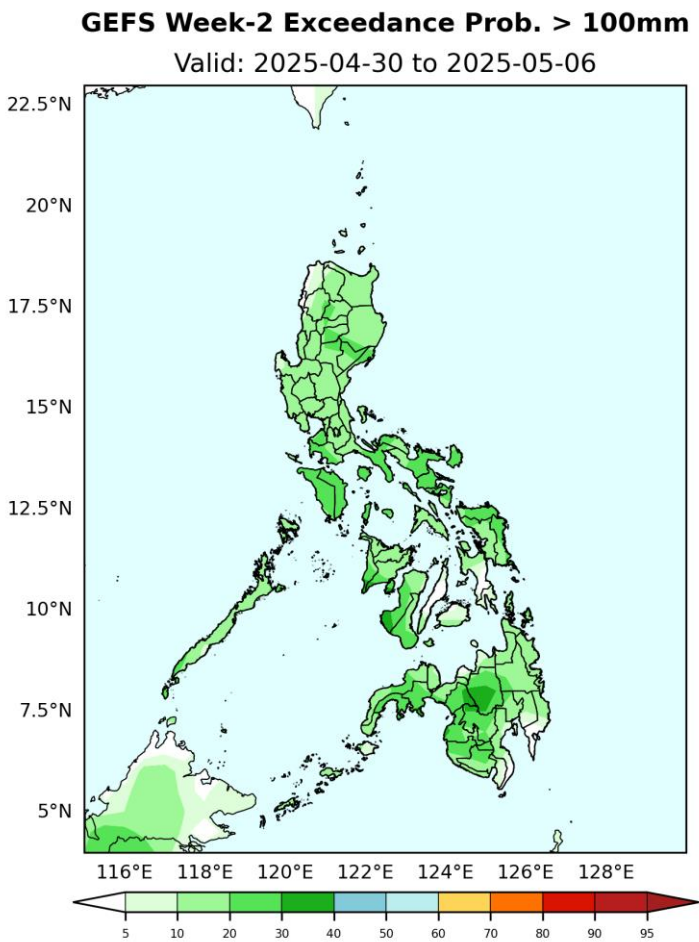 GEFS Week-2 Exceedance Prob. > 100mm
Valid: 2025-04-30 to 2025-05-06
22.5°N
20°N
17.5°N
15°N
12.5°N
10°N
7.5°N
5°N
116°E 118°E 120°E 122°E 124°E 126°E 128°E
5 10 20 30 40 50 60 70 80 90 95